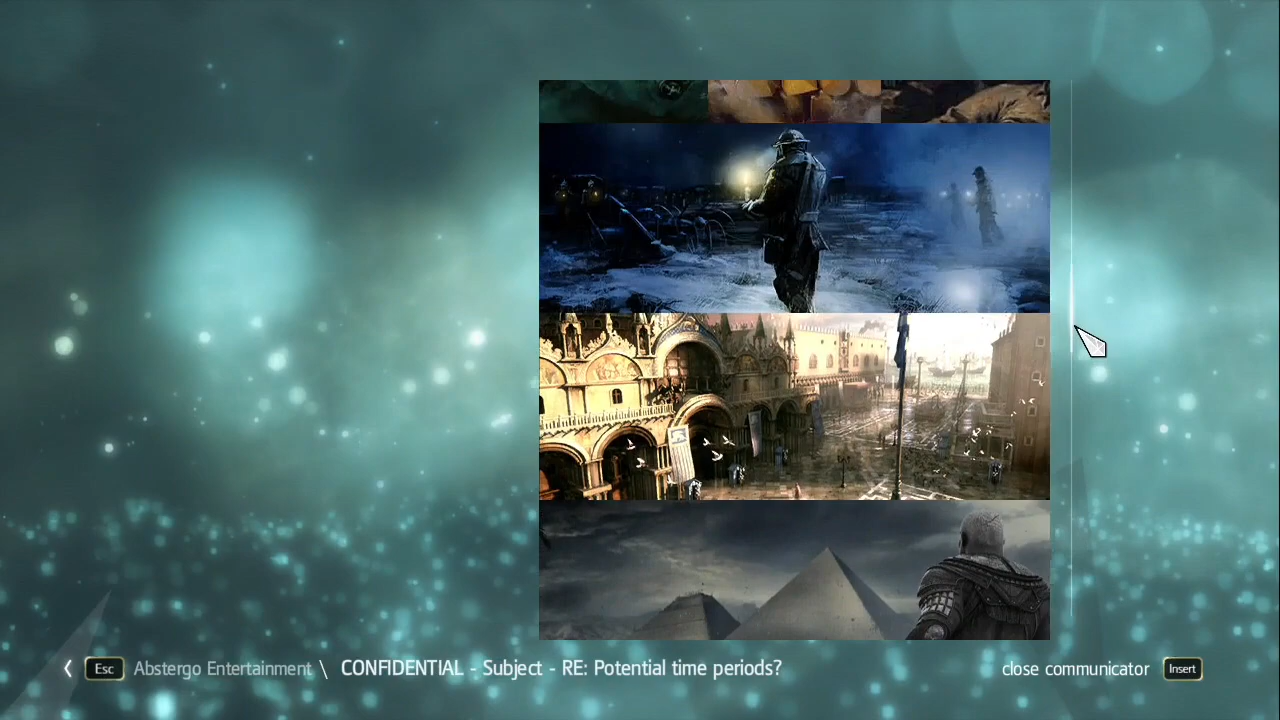 Esc Abstergo Entertainment \ CONFIDENTIAL - Subject - RE: Potential time periods? close communicator Insert